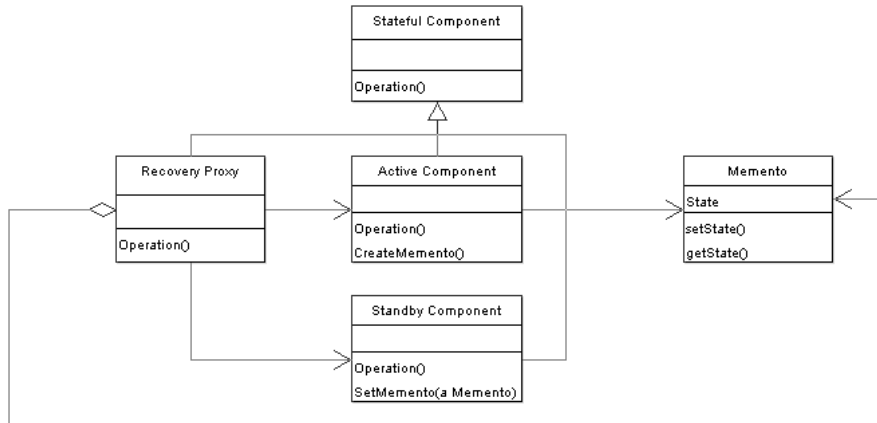 Stateful Component
Operation()
Recovery Proxy
Operation()
Active Component
Operation()
CreateMemento()
Memento
State
setState()
getState()
Standby Component
Operation()
SetMemento(a Memento)